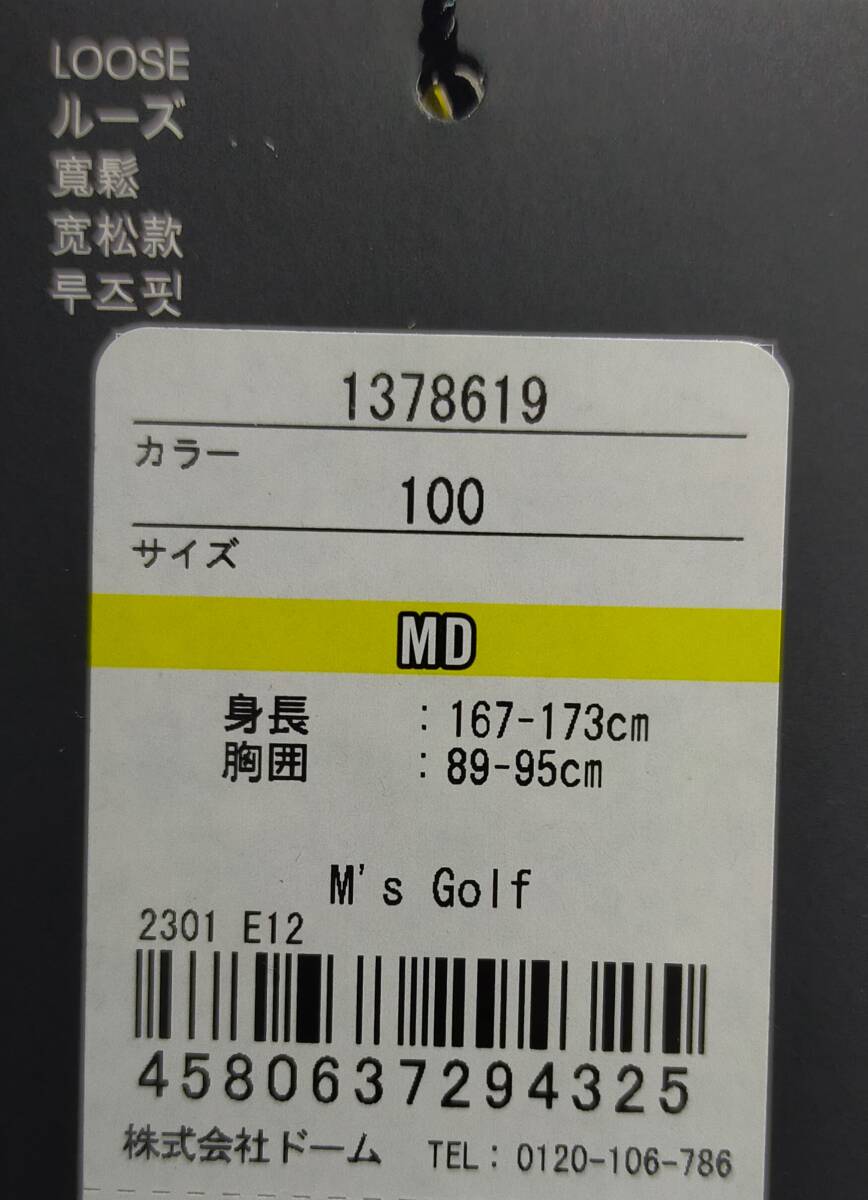 LOOSE
ルーズ
寬鬆
宽松款
루즈핏
1378619
カラー
100
サイズ
MD
身長 : 167-173cm
胸囲 : 89-95cm
M's Golf
2301 E12
4580637294325
株式会社ドーム TEL: 0120-106-786